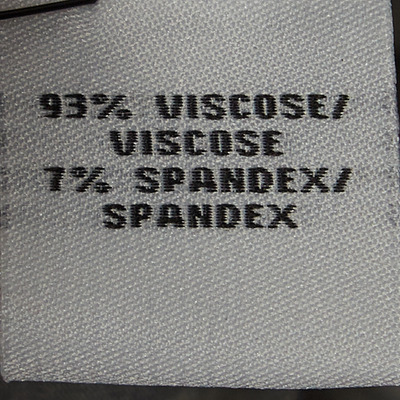 93% VISCOSE/
VISCOSE
7% SPANDEX/
SPANDEX